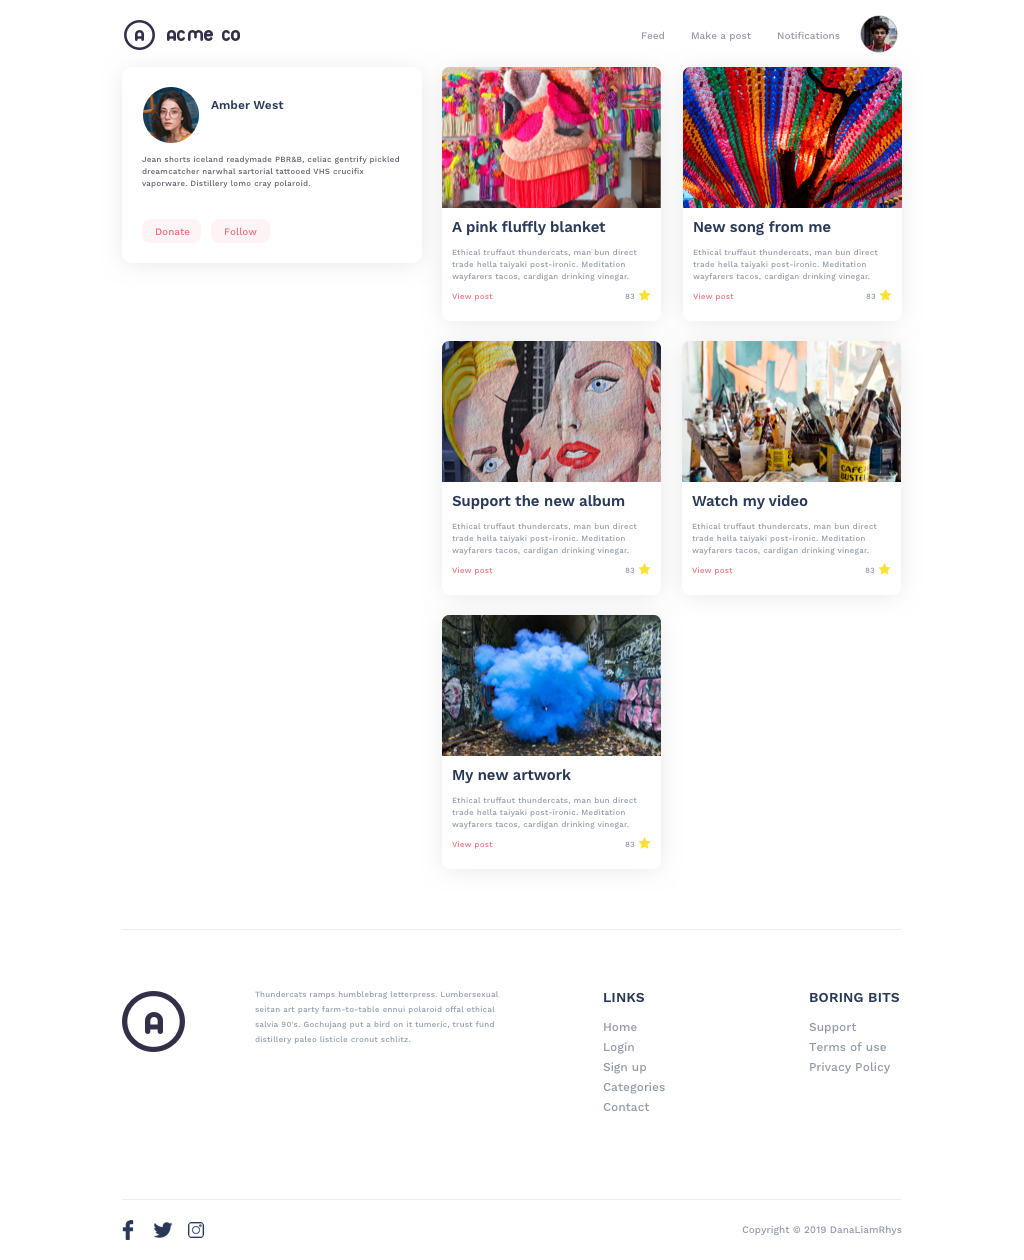 A ACME CO
Feed Make a post Notifications
Amber West
Jean shorts iceland readymade PBR&B, celiac gentrify pickled
dreamcatcher narwhal sartorial tattooed VHS crucifix
vaporware. Distillery lomo cray polaroid.
Donate Follow
A pink fluffly blanket
Ethical truffaut thundercats, man bun direct
trade hella taiyaki post-ironic. Meditation
wayfarers tacos, cardigan drinking vinegar.
View post 83
New song from me
Ethical truffaut thundercats, man bun direct
trade hella taiyaki post-ironic. Meditation
wayfarers tacos, cardigan drinking vinegar.
View post 83
CAFE
BUSTELO
Support the new album
Ethical truffaut thundercats, man bun direct
trade hella taiyaki post-ironic. Meditation
wayfarers tacos, cardigan drinking vinegar.
View post 83
Watch my video
Ethical truffaut thundercats, man bun direct
trade hella taiyaki post-ironic. Meditation
wayfarers tacos, cardigan drinking vinegar.
View post 83
My new artwork
Ethical truffaut thundercats, man bun direct
trade hella taiyaki post-ironic. Meditation
wayfarers tacos, cardigan drinking vinegar.
View post 83
A
Thundercats ramps humblebrag letterpress. Lumbersexual
seitan art party farm-to-table ennui polaroid offal ethical
salvia 90's. Gochujang put a bird on it tumeric, trust fund
distillery paleo listicle cronut schlitz.
LINKS
Home
Login
Sign up
Categories
Contact
BORING BITS
Support
Terms of use
Privacy Policy
Copyright © 2019 DanaLiamRhys